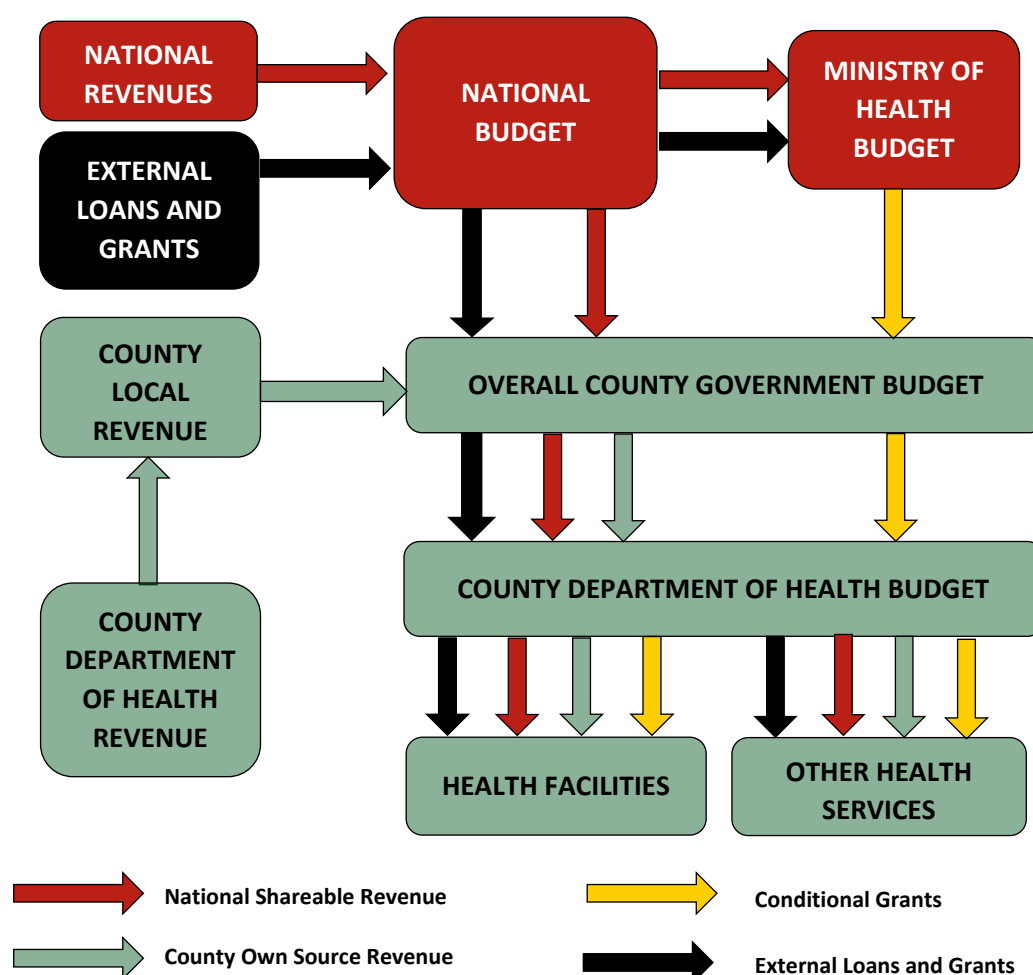 NATIONAL
REVENUES
NATIONAL
BUDGET
MINISTRY OF
HEALTH
BUDGET
EXTERNAL
LOANS AND
GRANTS
COUNTY
LOCAL
REVENUE
OVERALL COUNTY GOVERNMENT BUDGET
COUNTY DEPARTMENT OF HEALTH BUDGET
COUNTY
DEPARTMENT
OF HEALTH
REVENUE
HEALTH FACILITIES
OTHER HEALTH
SERVICES
National Shareable Revenue
Conditional Grants
County Own Source Revenue
External Loans and Grants